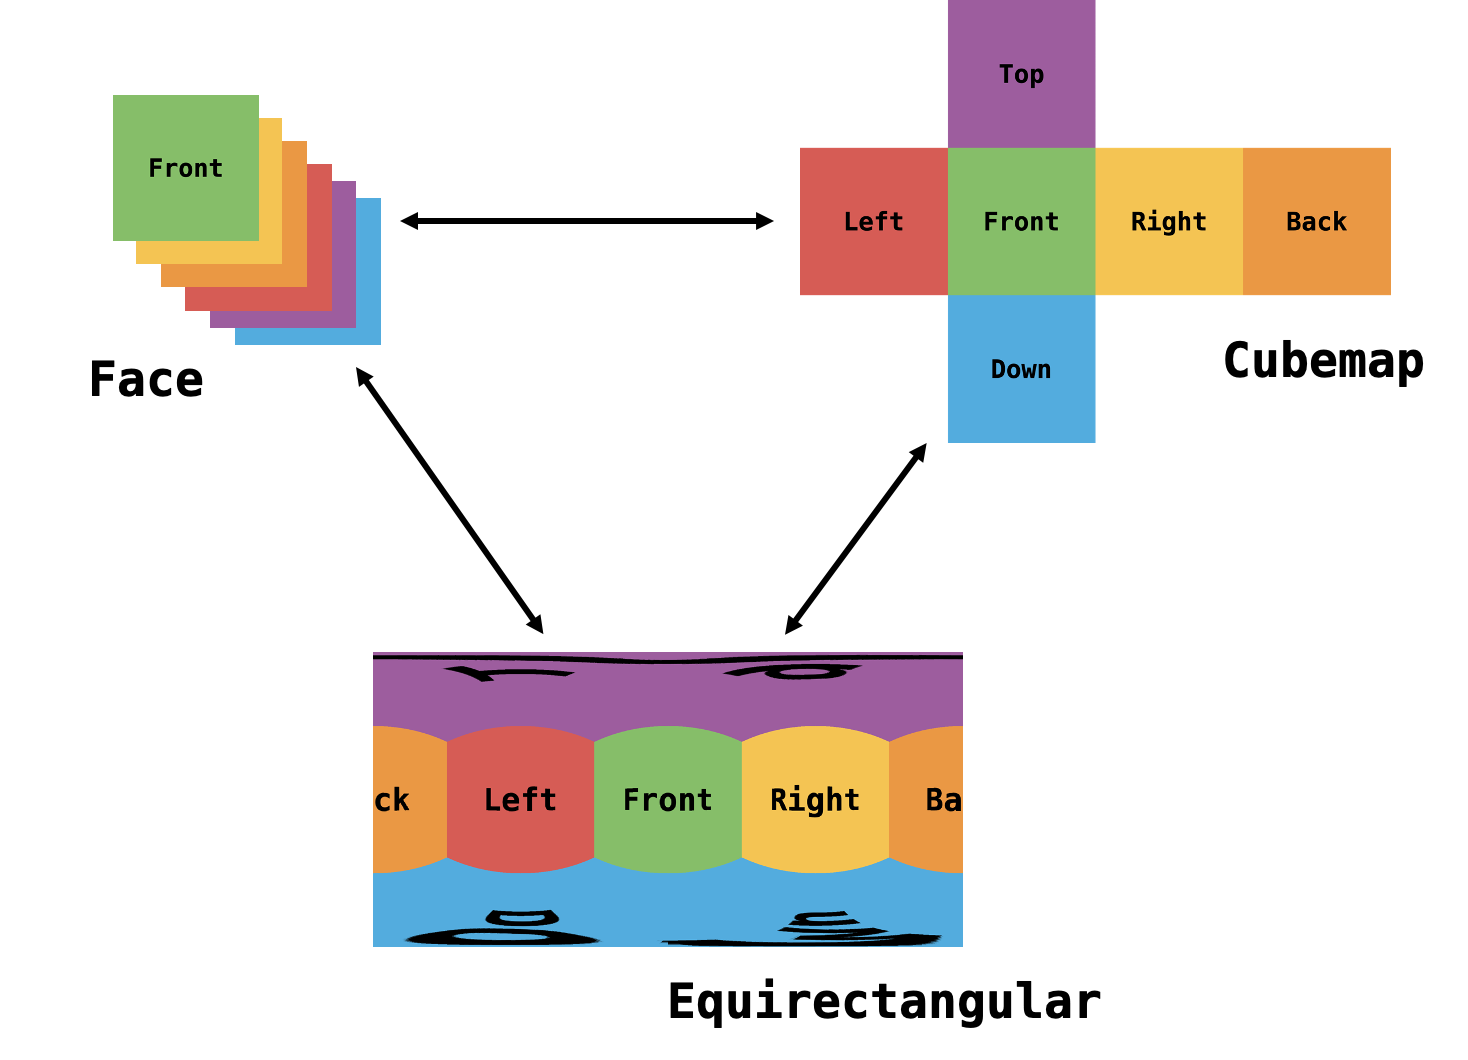 Top
Front
Left
Front
Right
Back
Down
Face
Cubemap
ck
Left
Front
Right
Ba
Equirectangular